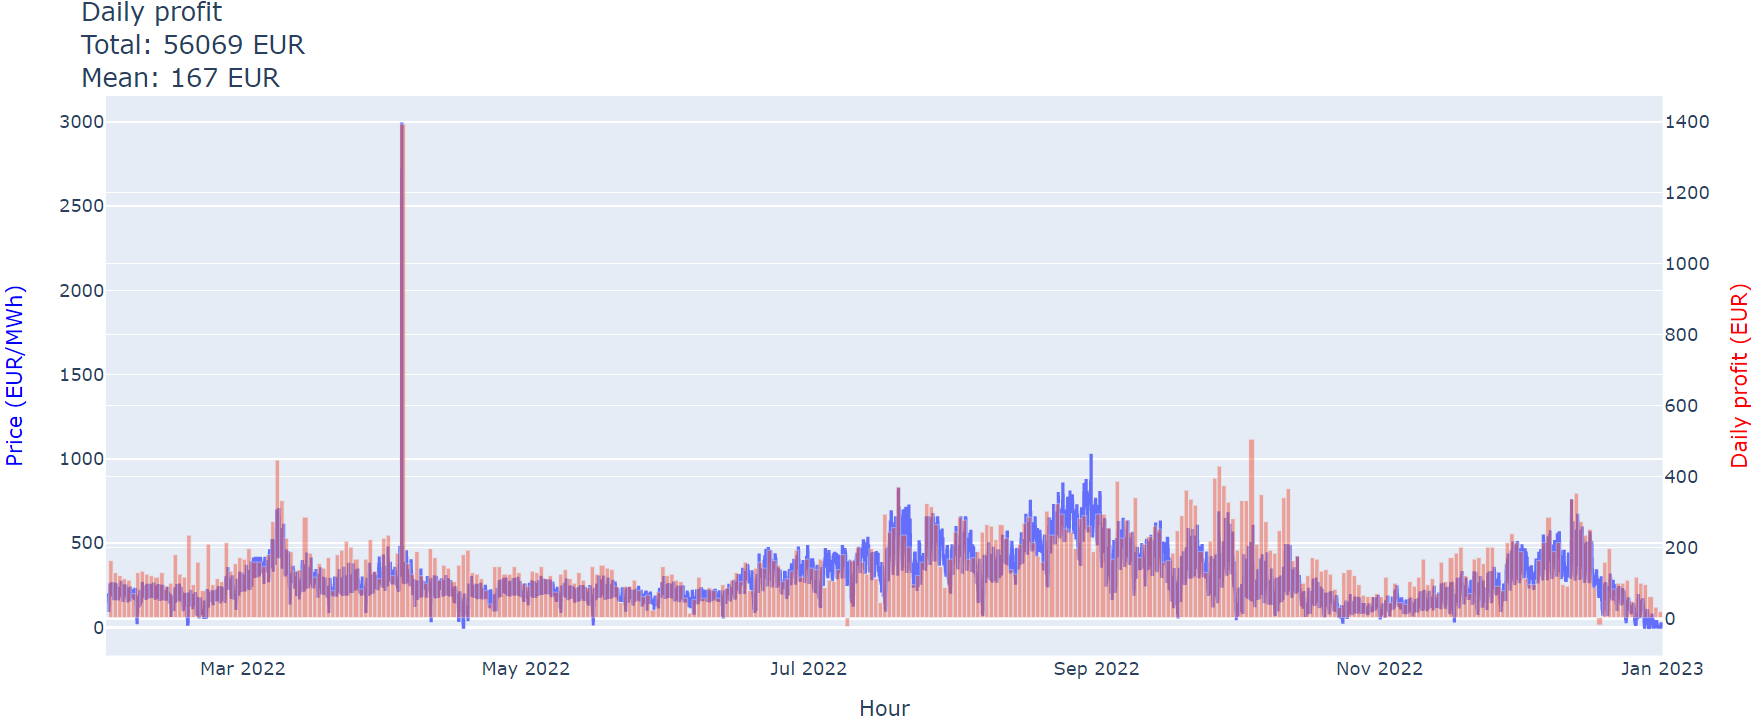 Daily profit
Total: 56069 EUR
Mean: 167 EUR
3000
2500
2000
1500
1000
500
0
Price (EUR/MWh)
1400
1200
1000
800
600
400
200
0
Daily profit (EUR)
Mar 2022
May 2022
Jul 2022
Sep 2022
Nov 2022
Jan 2023
Hour